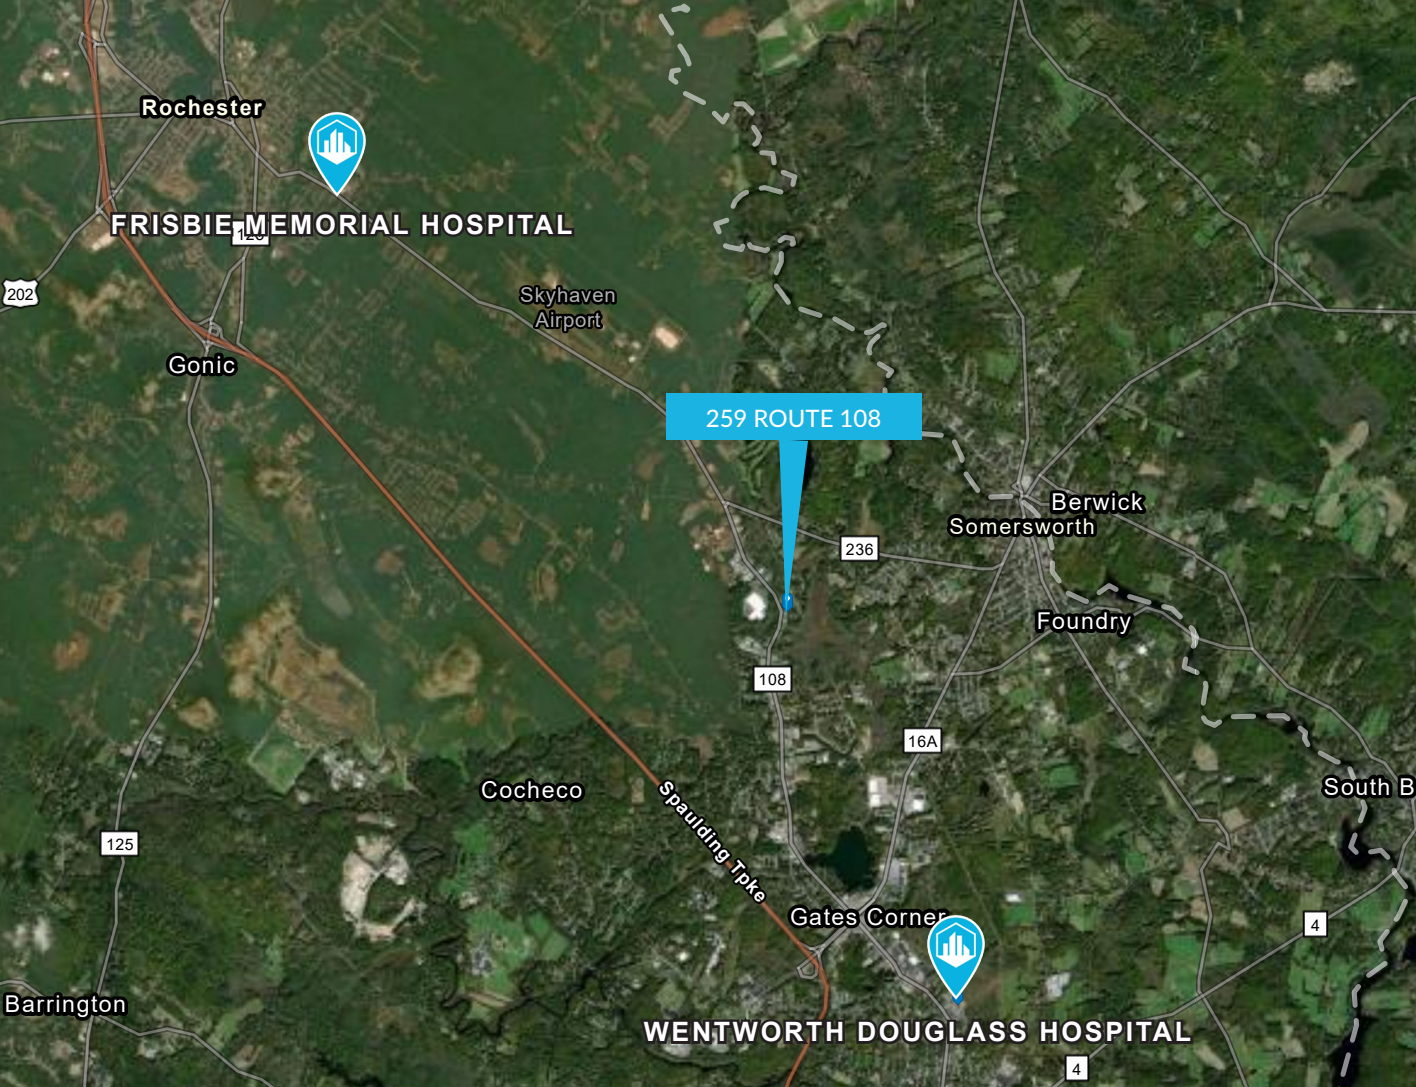 Rochester
FRISBIE MEMORIAL HOSPITAL
202
Skyhaven
Airport
Gonic
259 ROUTE 108
Berwick
Somersworth
236
Foundry
108
16A
Cocheco
South B
Spaulding Tpke
125
Gates Corner
4
Barrington
WENTWORTH DOUGLASS HOSPITAL
4